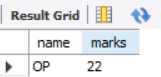 Result Grid
name marks
OP 22